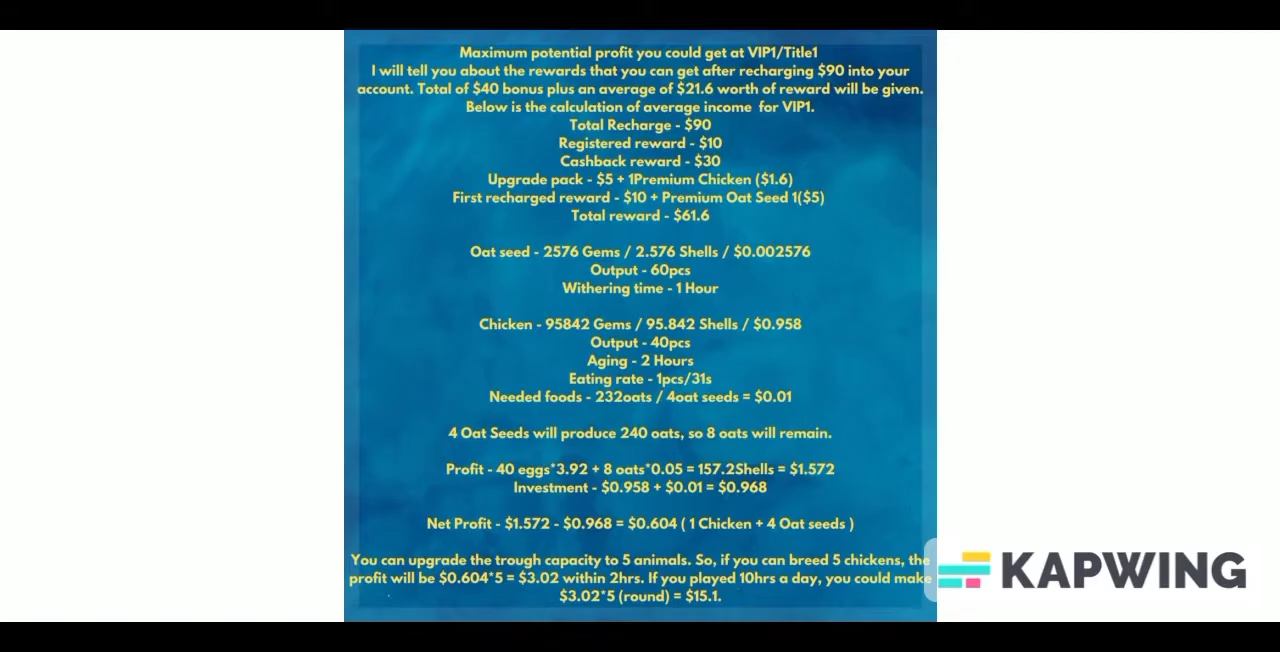 Maximum potential profit you could get at VIP1/Title1
I will tell you about the rewards that you can get after recharging $90 into your
account. Total of $40 bonus plus an average of $21.6 worth of reward will be given.
Below is the calculation of average income for VIP1.
Total Recharge - $90
Registered reward - $10
Cashback reward - $30
Upgrade pack - $5 + 1Premium Chicken ($1.6)
First recharged reward - $10 + Premium Oat Seed 1($5)
Total reward - $61.6
Oat seed - 2576 Gems / 2.576 Shells / $0.002576
Output - 60pcs
Withering time - 1 Hour
Chicken - 95842 Gems / 95.842 Shells / $0.958
Output - 40pcs
Aging - 2 Hours
Eating rate - 1pcs/31s
Needed foods - 232oats / 4oat seeds = $0.01
4 Oat Seeds will produce 240 oats, so 8 oats will remain.
Profit - 40 eggs*3.92 + 8 oats*0.05 = 157.2Shells = $1.572
Investment - $0.958 + $0.01 = $0.968
Net Profit - $1.572 - $0.968 = $0.604 ( 1 Chicken + 4 Oat seeds )
You can upgrade the trough capacity to 5 animals. So, if you can breed 5 chickens, the
profit will be $0.604*5 = $3.02 within 2hrs. If you played 10hrs a day, you could make
$3.02*5 (round) = $15.1.
KAPWING